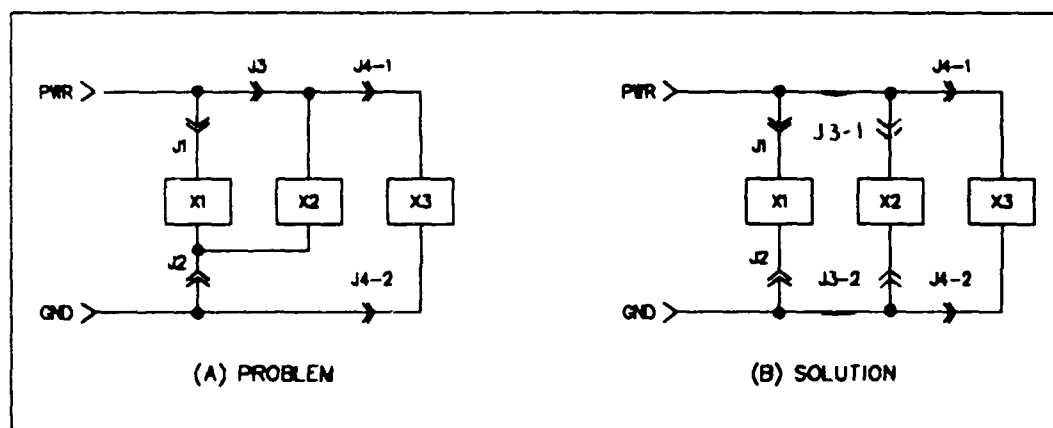 J3 J4-1 J4-1
PWR PWR
J1 J1 J3-1
X1 X2 X3 X1 X2 X3
J2 J4-2 J2 J3-2 J4-2
GND GND
(A) PROBLEM (B) SOLUTION